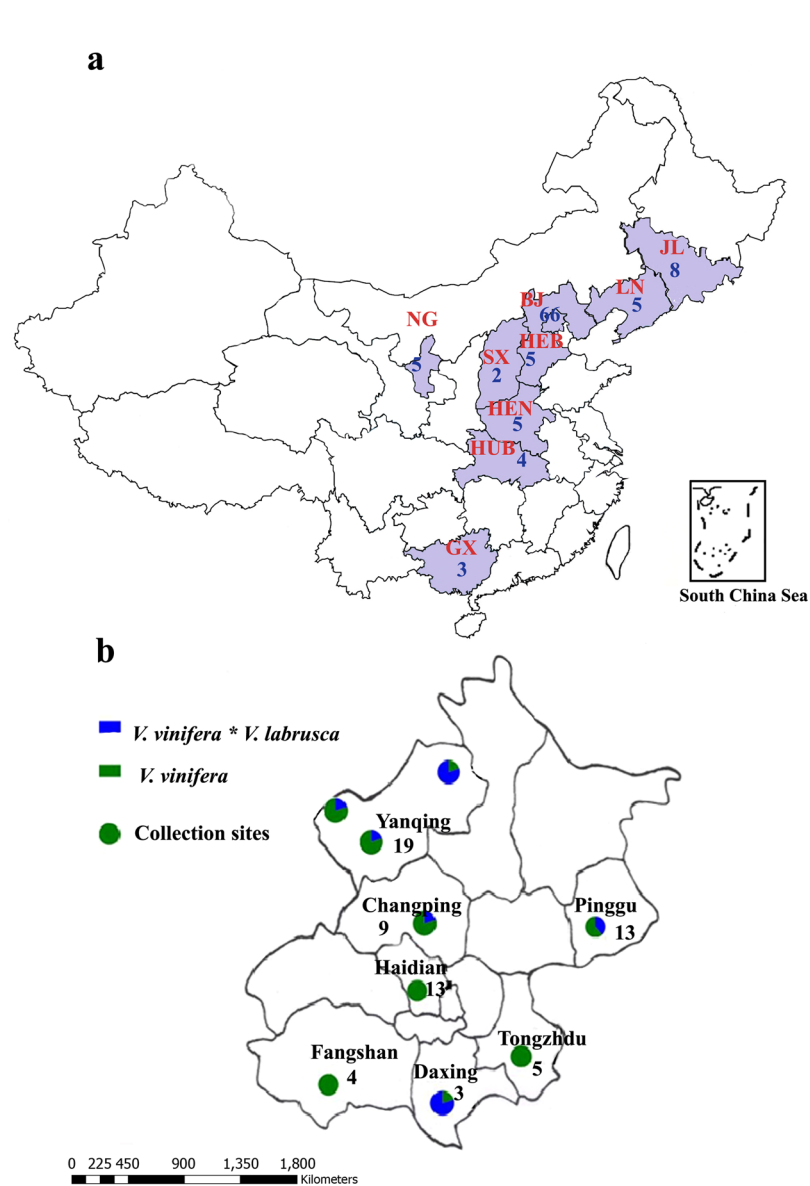 a
JL
8
LN
5
BJ
66
NG
HEB
5
SX
2
5
HEN
5
HUB
4
GX
3
South China Sea
b
V. vinifera * V. labrusca
V. vinifera
Collection sites
Yanqing
19
Changping
9
Pinggu
13
Haidian
13
Tongzhdu
5
Fangshan
4
Daxing
3
0 225 450 900 1,350 1,800
Kilometers